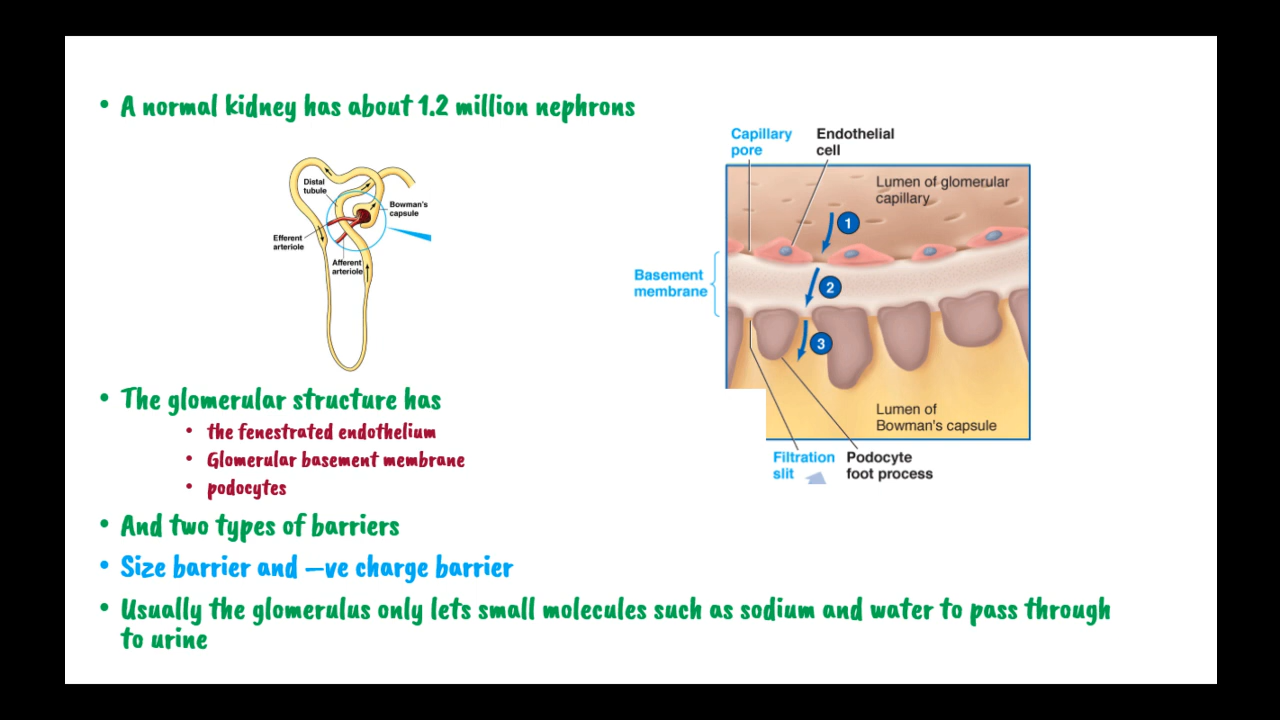 • A normal kidney has about 1.2 million nephrons
Distal
tubule
Bowman's
capsule
Efferent
arteriole
Afferent
arteriole
Capillary
pore
Endothelial
cell
Lumen of glomerular
capillary
1
Basement
membrane
2
3
Lumen of
Bowman's capsule
Filtration
slit
Podocyte
foot process
• The glomerular structure has
• the fenestrated endothelium
• Glomerular basement membrane
• podocytes
• And two types of barriers
• Size barrier and –ve charge barrier
• Usually the glomerulus only lets small molecules such as sodium and water to pass through
to urine